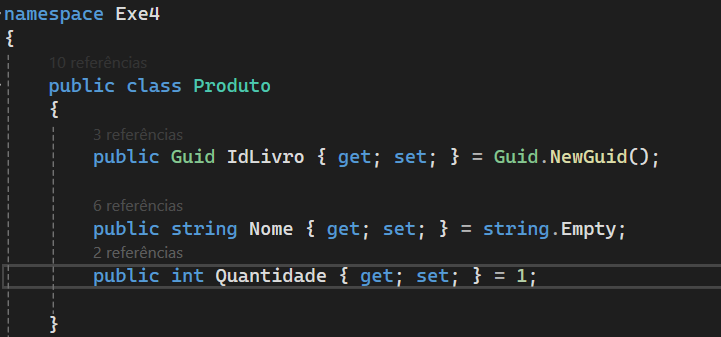 namespace Exe4
{
10 referências
public class Produto
{
3 referências
public Guid IdLivro { get; set; } = Guid.NewGuid();
6 referências
public string Nome { get; set; } = string.Empty;
2 referências
public int Quantidade { get; set; } = 1;
}